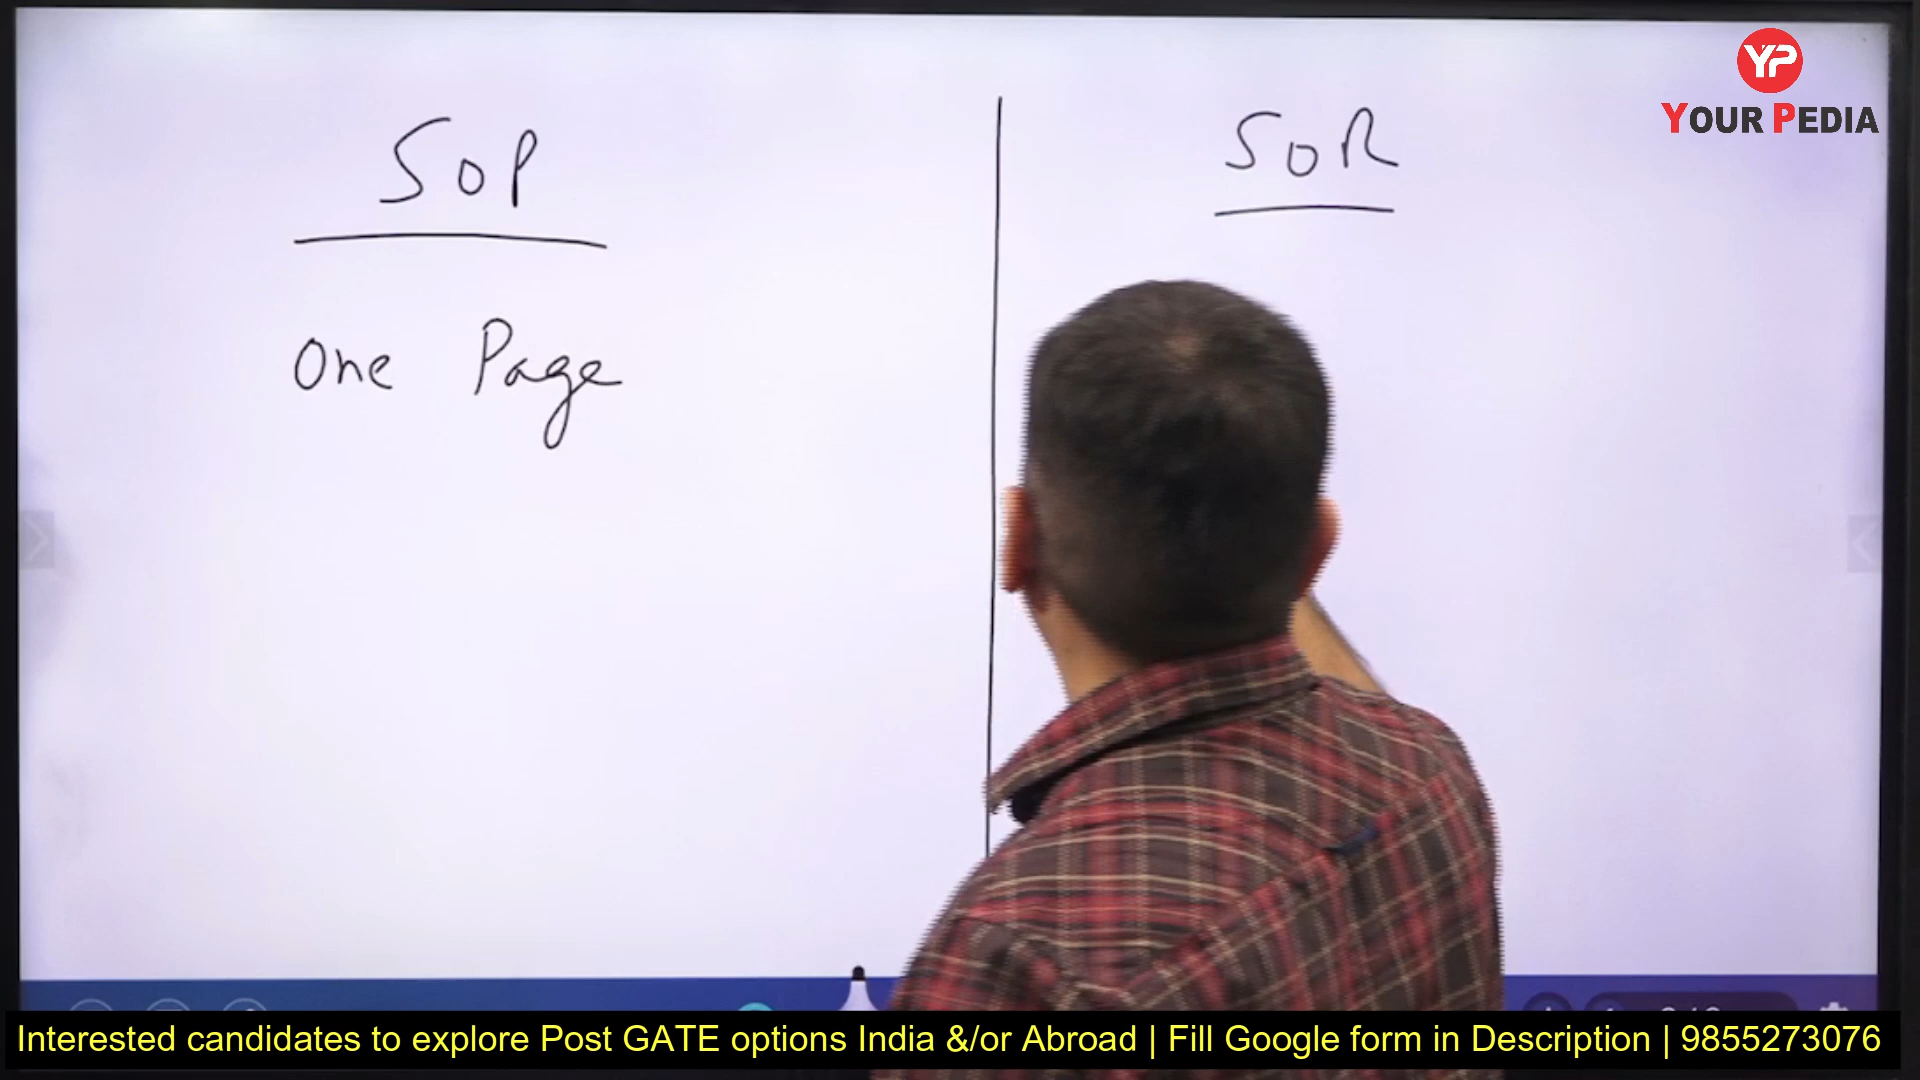 SOP
One Page
SOR
YP
YOUR PEDIA
Interested candidates to explore Post GATE options India &/or Abroad | Fill Google form in Description | 9855273076